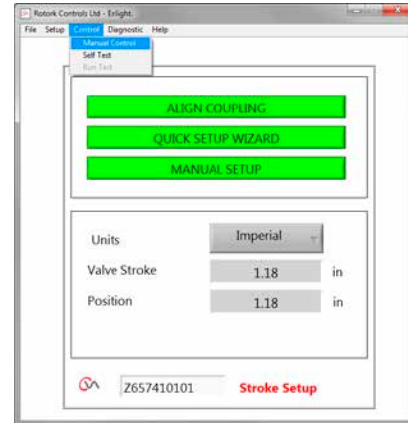 Rotork Controls Ltd - Enlight.
File Setup Control Diagnostic Help
Manual Control
Self Test
Run Test
ALIGN COUPLING
QUICK SETUP WIZARD
MANUAL SETUP
Units Imperial
Valve Stroke 1.18 in
Position 1.18 in
Z657410101 Stroke Setup